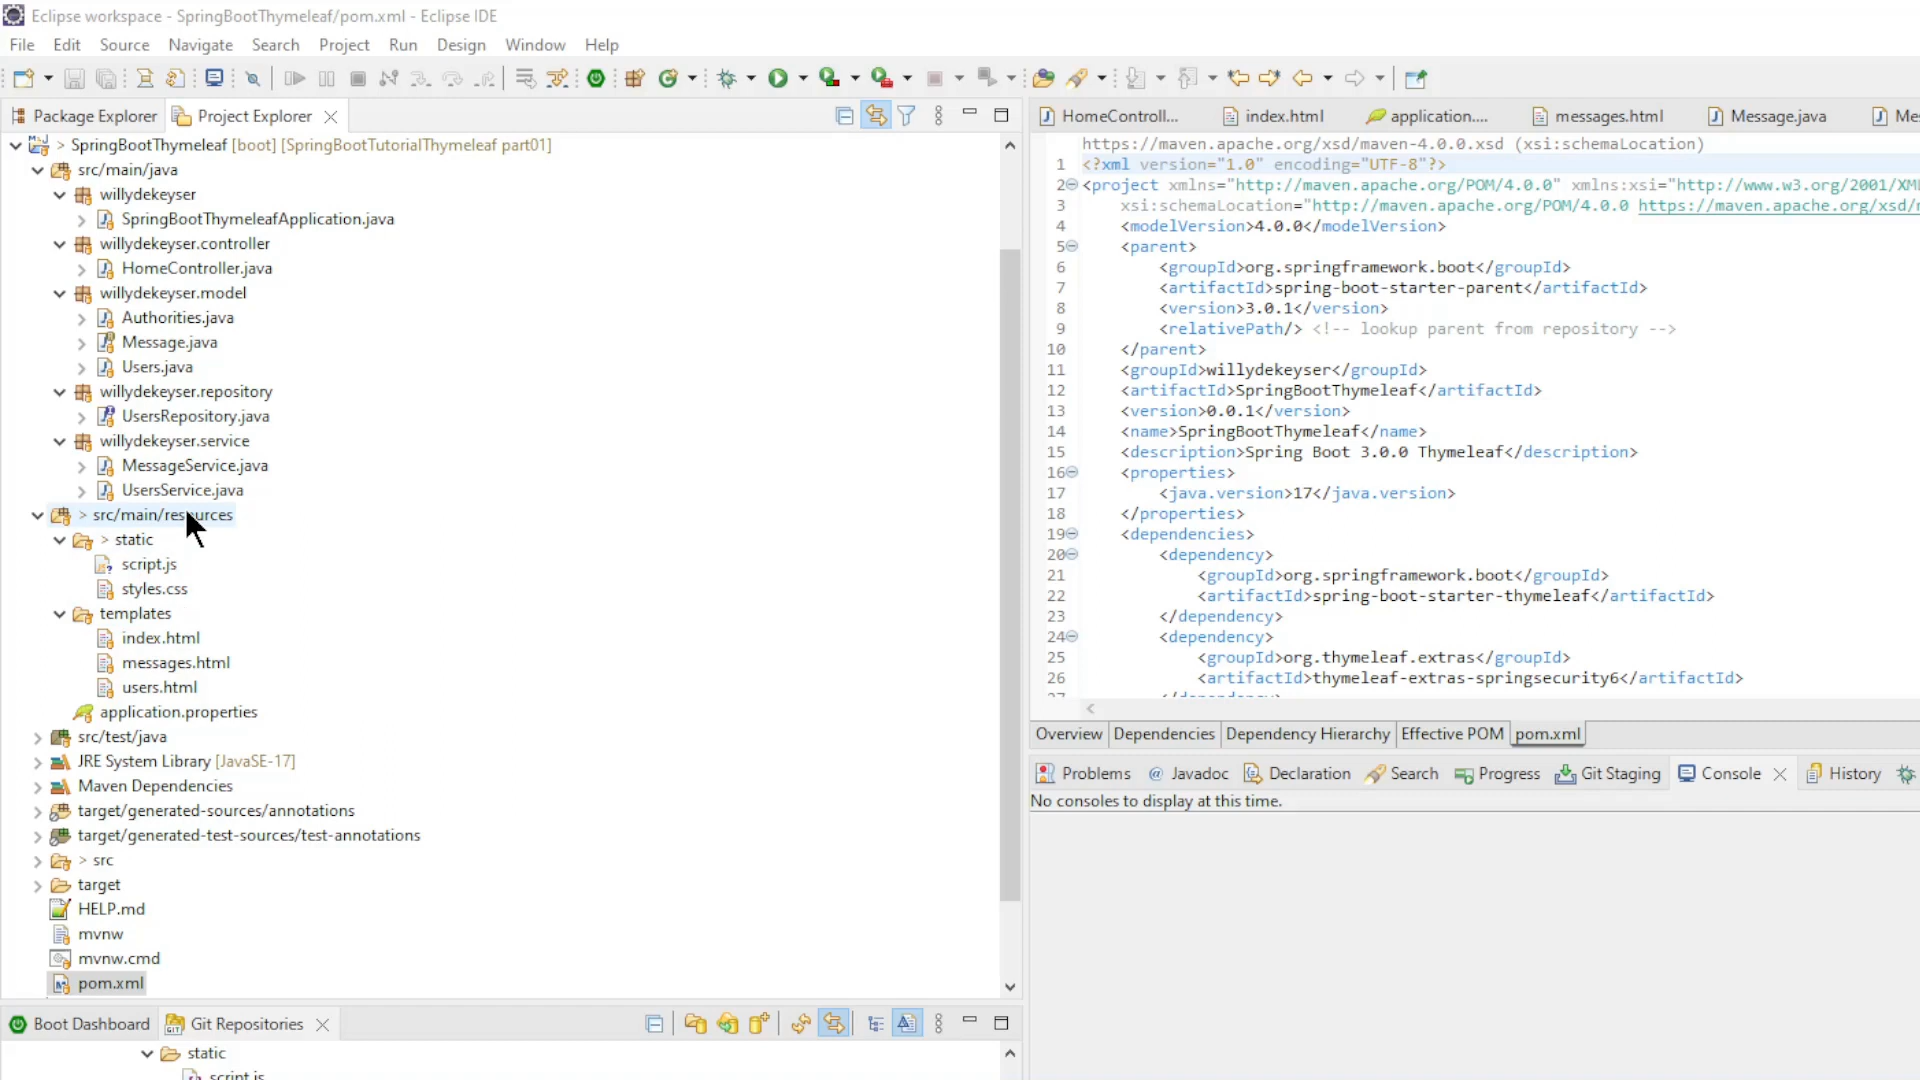 Eclipse workspace - SpringBootThymeleaf/pom.xml - Eclipse IDE
File Edit Source Navigate Search Project Run Design Window Help
Package Explorer Project Explorer
> SpringBootThymeleaf [boot] [SpringBootTutorialThymeleaf part01]
src/main/java
willydekeyser
SpringBootThymeleafApplication.java
willydekeyser.controller
HomeController.java
willydekeyser.model
Authorities.java
Message.java
Users.java
willydekeyser.repository
UsersRepository.java
willydekeyser.service
MessageService.java
UsersService.java
> src/main/resources
> static
script.js
styles.css
templates
index.html
messages.html
users.html
application.properties
src/test/java
JRE System Library [JavaSE-17]
Maven Dependencies
target/generated-sources/annotations
target/generated-test-sources/test-annotations
> src
target
HELP.md
mvnw
mvnw.cmd
pom.xml
Boot Dashboard Git Repositories
static
script.js
HomeControll... index.html application.... messages.html Message.java
https://maven.apache.org/xsd/maven-4.0.0.xsd (xsi:schemaLocation)
1 <?xml version="1.0" encoding="UTF-8"?>
2 <project xmlns="http://maven.apache.org/POM/4.0.0" xmlns:xsi="http://www.w3.org/2001/XML
3 xsi:schemaLocation="http://maven.apache.org/POM/4.0.0 https://maven.apache.org/xsd/
4 <modelVersion>4.0.0</modelVersion>
5 <parent>
6 <groupId>org.springframework.boot</groupId>
7 <artifactId>spring-boot-starter-parent</artifactId>
8 <version>3.0.1</version>
9 <relativePath/> <!-- lookup parent from repository -->
10 </parent>
11 <groupId>willydekeyser</groupId>
12 <artifactId>SpringBootThymeleaf</artifactId>
13 <version>0.0.1</version>
14 <name>SpringBootThymeleaf</name>
15 <description>Spring Boot 3.0.0 Thymeleaf</description>
16 <properties>
17 <java.version>17</java.version>
18 </properties>
19 <dependencies>
20 <dependency>
21 <groupId>org.springframework.boot</groupId>
22 <artifactId>spring-boot-starter-thymeleaf</artifactId>
23 </dependency>
24 <dependency>
25 <groupId>org.thymeleaf.extras</groupId>
26 <artifactId>thymeleaf-extras-springsecurity6</artifactId>
27 </dependency>
Overview Dependencies Dependency Hierarchy Effective POM pom.xml
Problems Javadoc Declaration Search Progress Git Staging Console History
No consoles to display at this time.